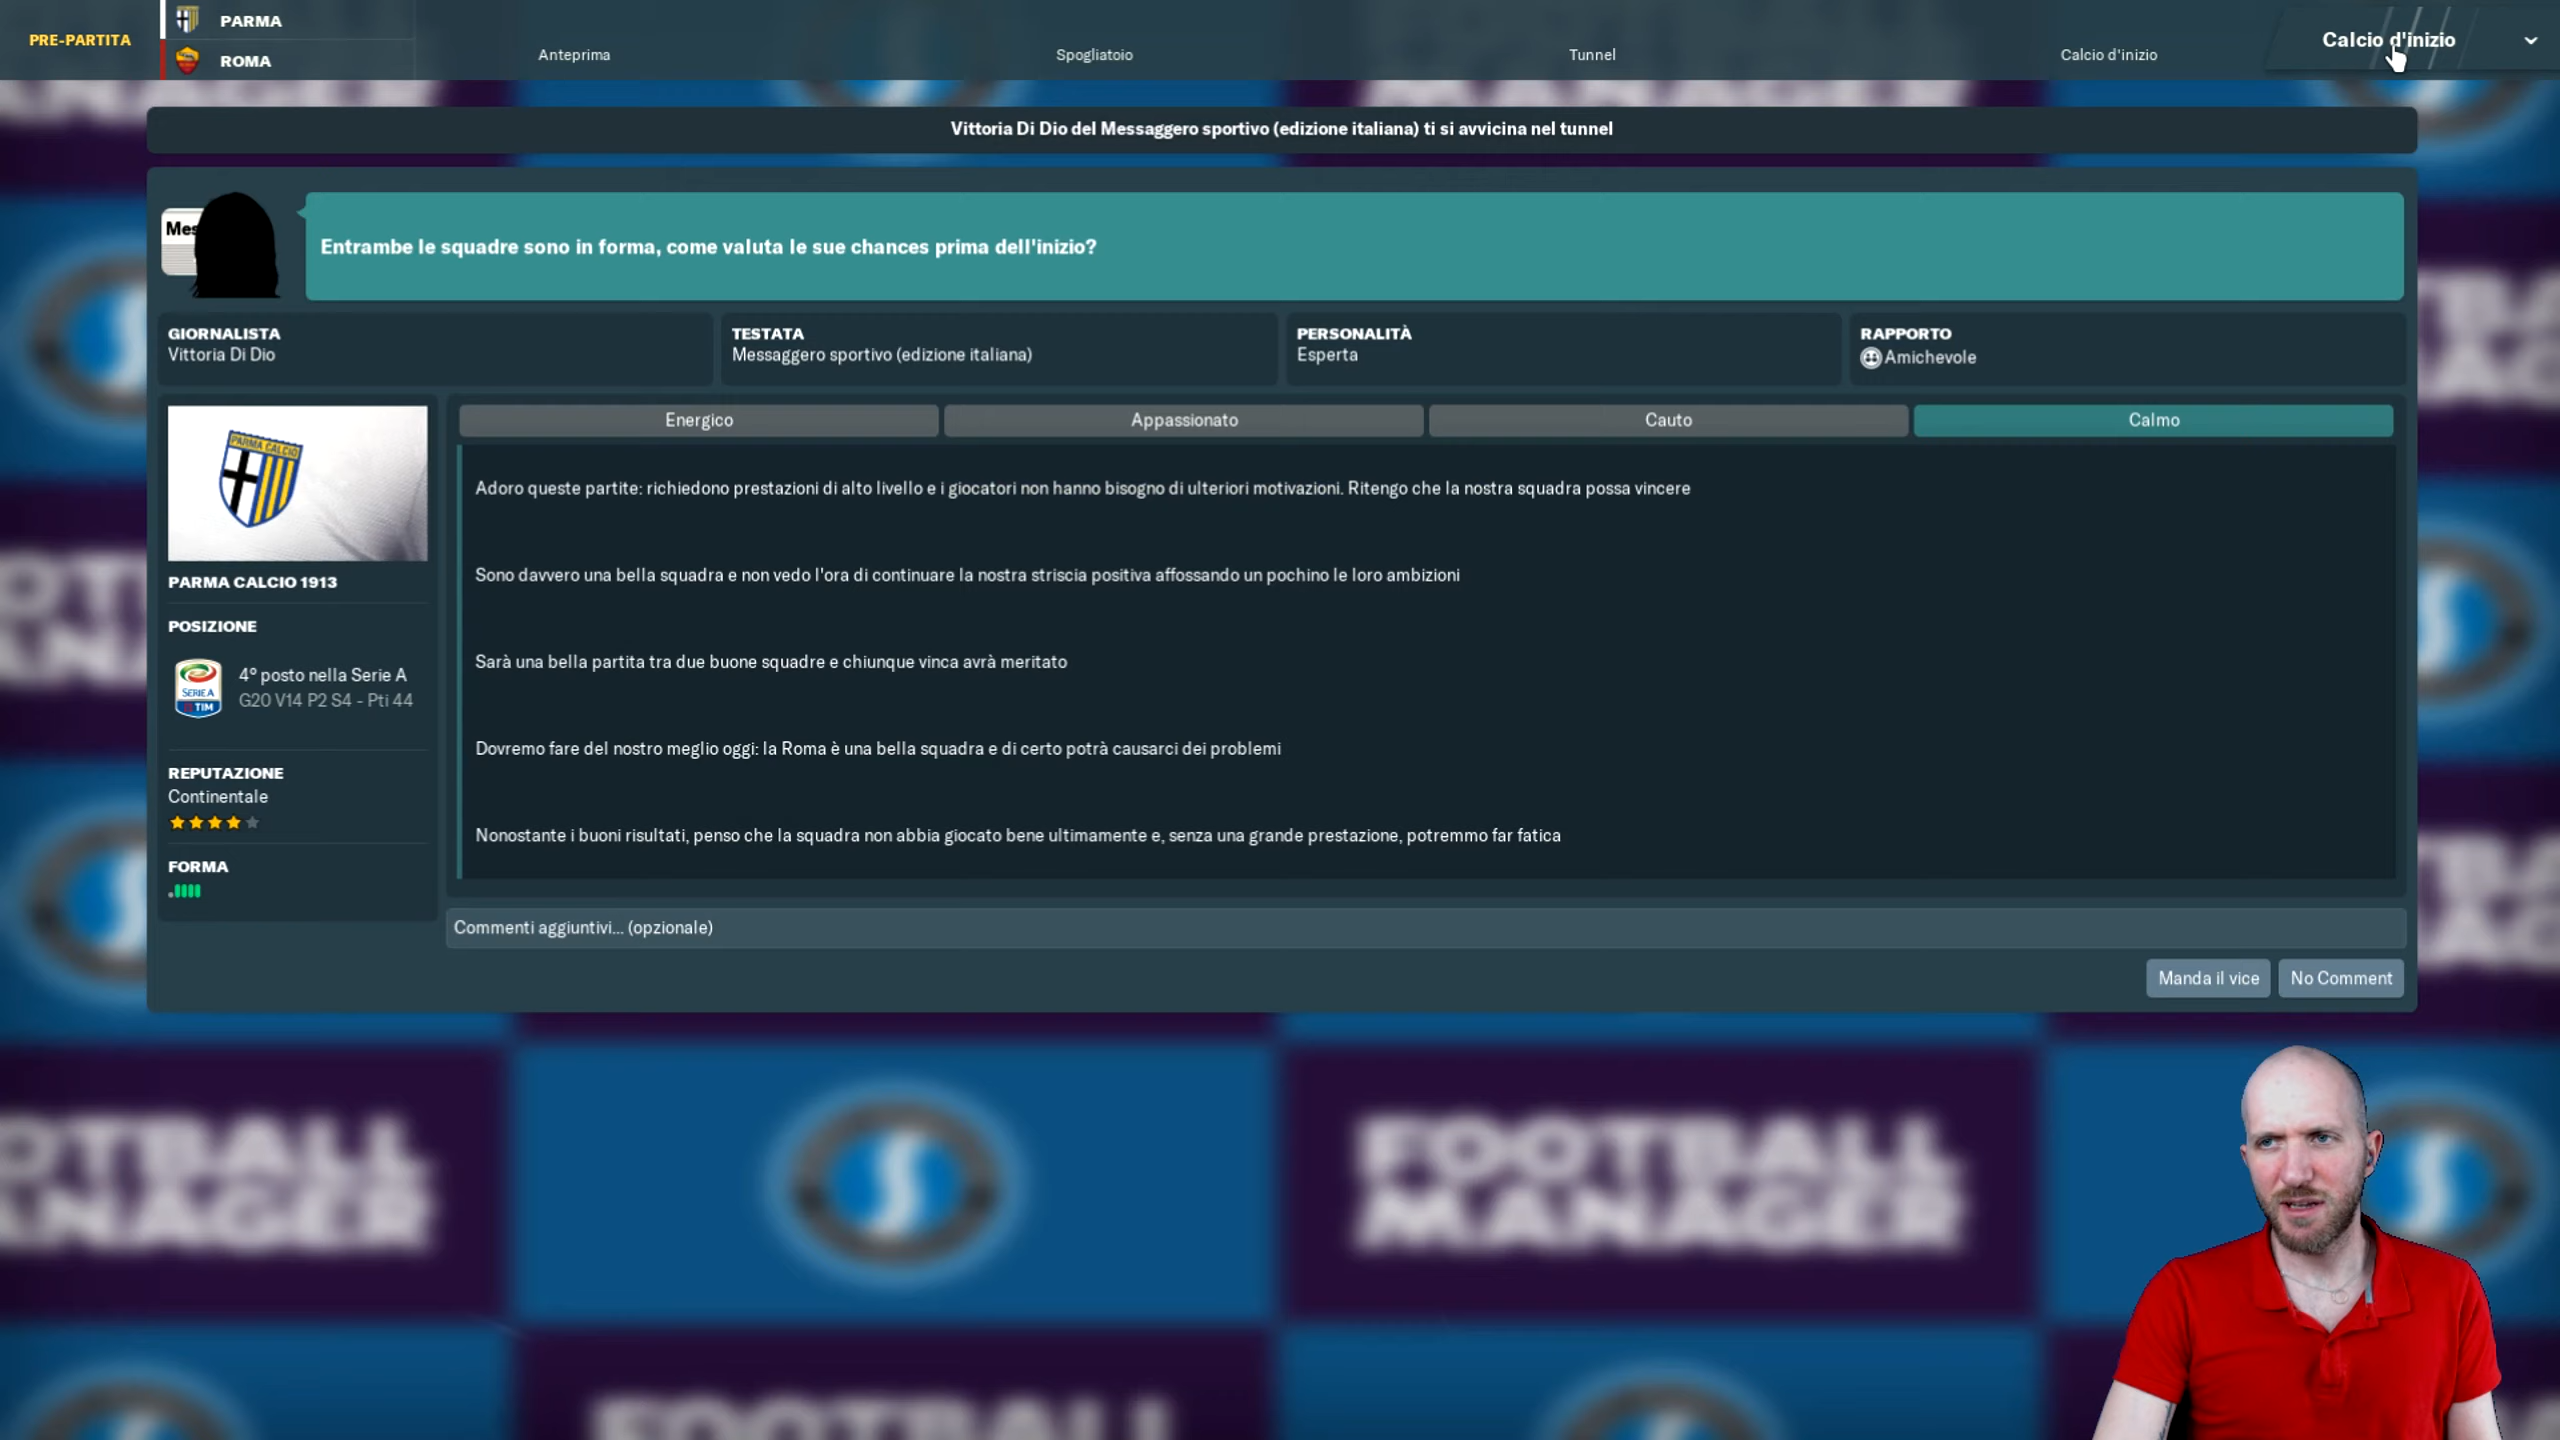 PRE-PARTITA
PARMA
ROMA
Anteprima
Spogliatoio
Tunnel
Calcio d'inizio
Calcio d'inizio
Vittoria Di Dio del Messaggero sportivo (edizione italiana) ti si avvicina nel tunnel
Mes
Entrambe le squadre sono in forma, come valuta le sue chances prima dell'inizio?
GIORNALISTA
Vittoria Di Dio
TESTATA
Messaggero sportivo (edizione italiana)
PERSONALITÀ
Esperta
RAPPORTO
Amichevole
PARMA CALCIO
PARMA CALCIO 1913
POSIZIONE
SERIE A
TIM
4º posto nella Serie A
G20 V14 P2 S4 - Pti 44
REPUTAZIONE
Continentale
FORMA
Energico
Appassionato
Cauto
Calmo
Adoro queste partite: richiedono prestazioni di alto livello e i giocatori non hanno bisogno di ulteriori motivazioni. Ritengo che la nostra squadra possa vincere
Sono davvero una bella squadra e non vedo l'ora di continuare la nostra striscia positiva affossando un pochino le loro ambizioni
Sarà una bella partita tra due buone squadre e chiunque vinca avrà meritato
Dovremo fare del nostro meglio oggi: la Roma è una bella squadra e di certo potrà causarci dei problemi
Nonostante i buoni risultati, penso che la squadra non abbia giocato bene ultimamente e, senza una grande prestazione, potremmo far fatica
Commenti aggiuntivi... (opzionale)
Manda il vice
No Comment
FOOTBALL
MANAGER